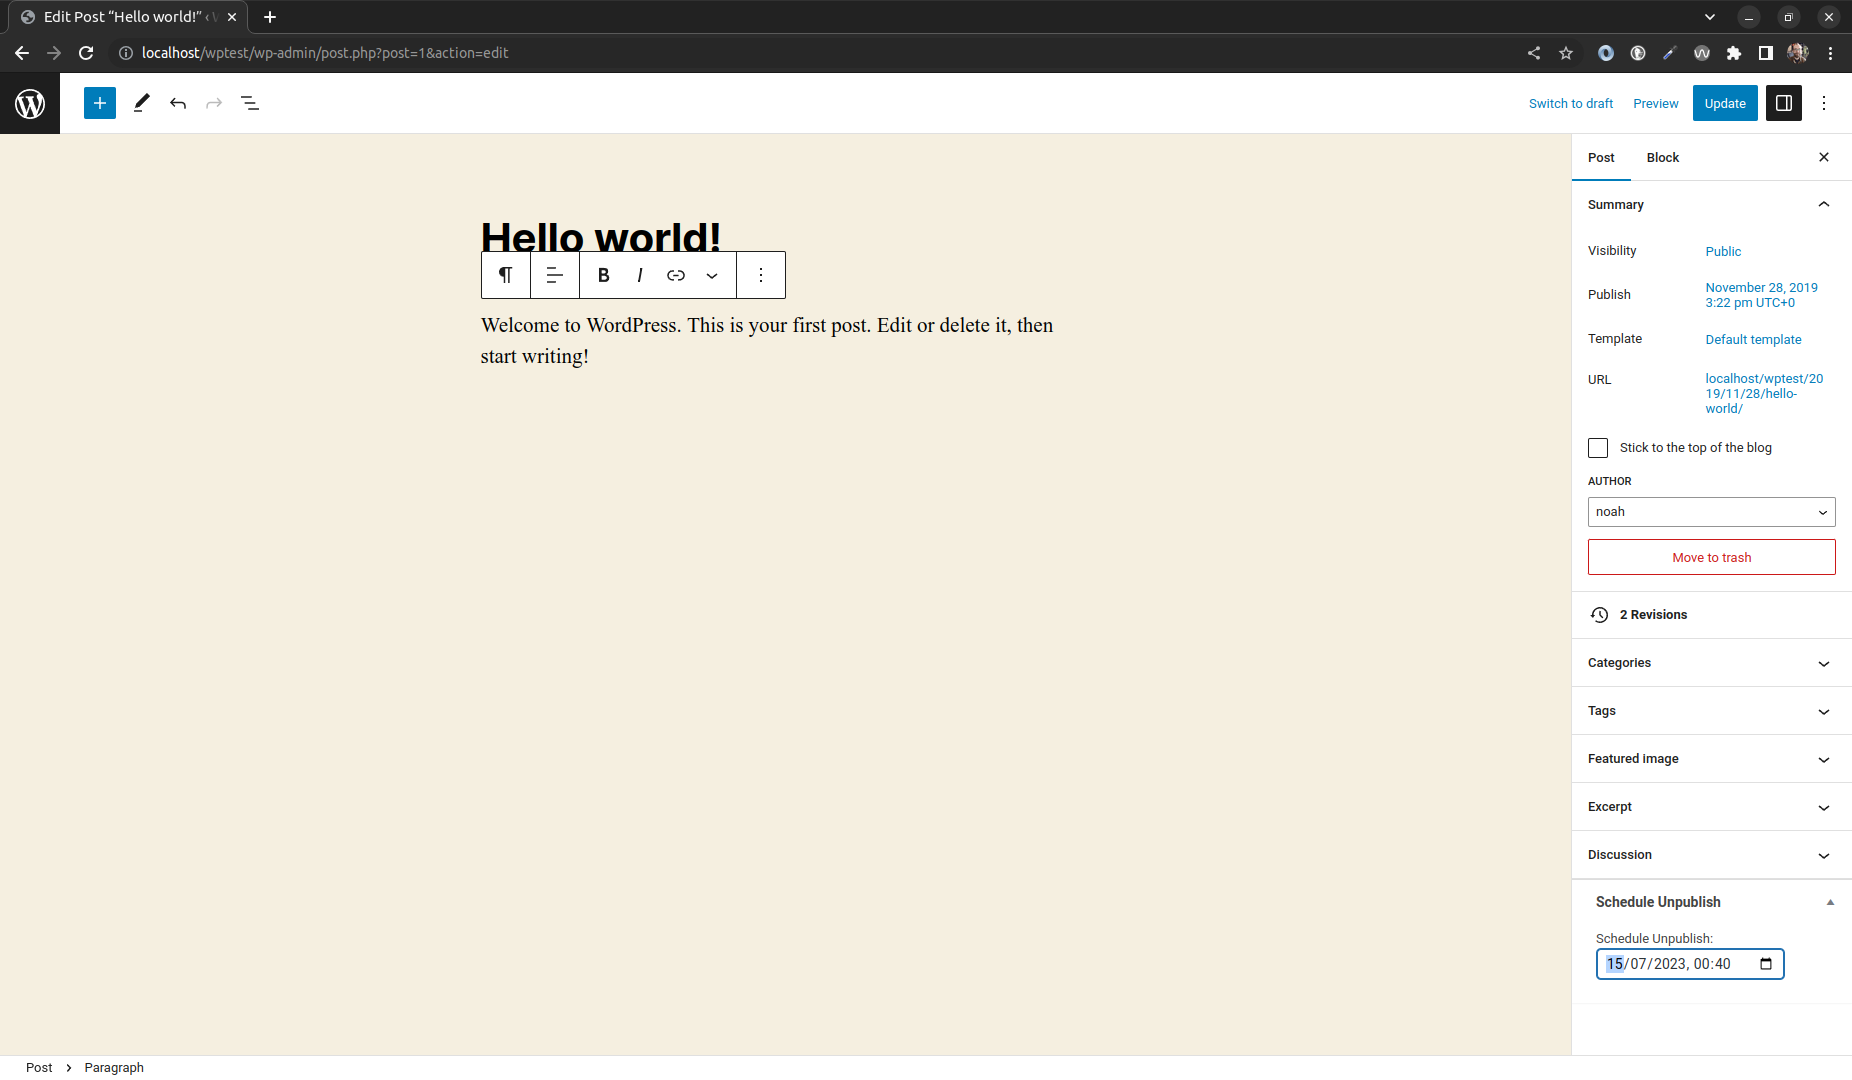 Edit Post “Hello world!” ‹ W
localhost/wptest/wp-admin/post.php?post=1&action=edit
Switch to draft
Preview
Update
Post
Block
Summary
Visibility
Public
Publish
November 28, 2019
3:22 pm UTC+0
Template
Default template
URL
localhost/wptest/20
19/11/28/hello-
world/
Stick to the top of the blog
AUTHOR
noah
Move to trash
2 Revisions
Categories
Tags
Featured image
Excerpt
Discussion
Schedule Unpublish
Schedule Unpublish:
15/07/2023, 00:40
Hello world!
B I
Welcome to WordPress. This is your first post. Edit or delete it, then
start writing!
Post
Paragraph